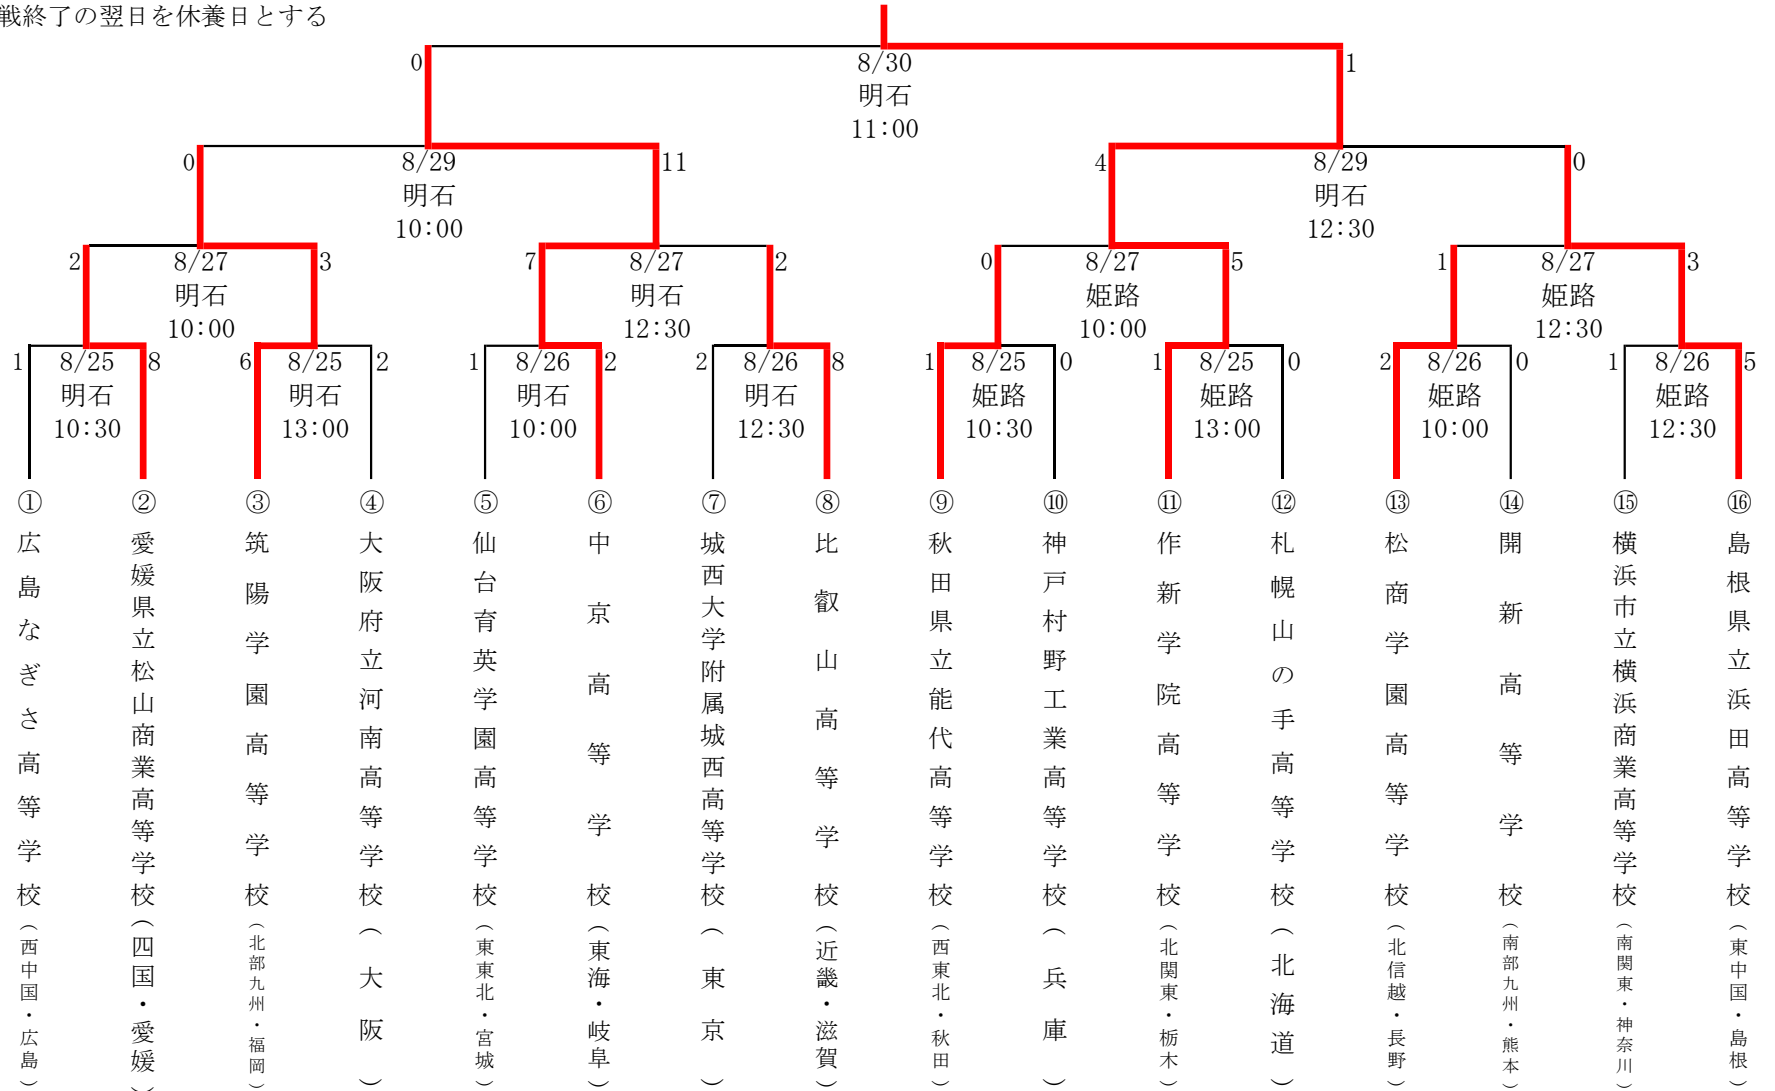 戦終了の翌日を休養日とする
0
8/30
1
明石
11:00
0
8/29
11
4
8/29
0
明石
明石
10:00
12:30
2
8/27
3
7
8/27
2
0
8/27
5
1
8/27
3
明石
明石
姫路
姫路
10:00
12:30
10:00
12:30
1
8/25
8
6
8/25
2
1
8/26
2
2
8/26
8
1
8/25
0
1
8/25
0
2
8/26
0
1
8/26
5
明石
明石
明石
明石
姫路
姫路
姫路
姫路
10:30
13:00
10:00
12:30
10:30
13:00
10:00
12:30
①
広島なぎさ高等学校(西中国・広島)
②
愛媛県立松山商業高等学校(四国・愛媛)
③
筑陽学園高等学校(北部九州・福岡)
④
大阪府立河南高等学校(大阪)
⑤
仙台育英学園高等学校(東東北・宮城)
⑥
中京高等学校(東海・岐阜)
⑦
城西大学附属城西高等学校(東京)
⑧
比叡山高等学校(近畿・滋賀)
⑨
秋田県立能代高等学校(西東北・秋田)
⑩
神戸村野工業高等学校(兵庫)
⑪
作新学院高等学校(北関東・栃木)
⑫
札幌山の手高等学校(北海道)
⑬
松商学園高等学校(北信越・長野)
⑭
開新高等学校(南部九州・熊本)
⑮
横浜市立横浜商業高等学校(南関東・神奈川)
⑯
島根県立浜田高等学校(東中国・島根)